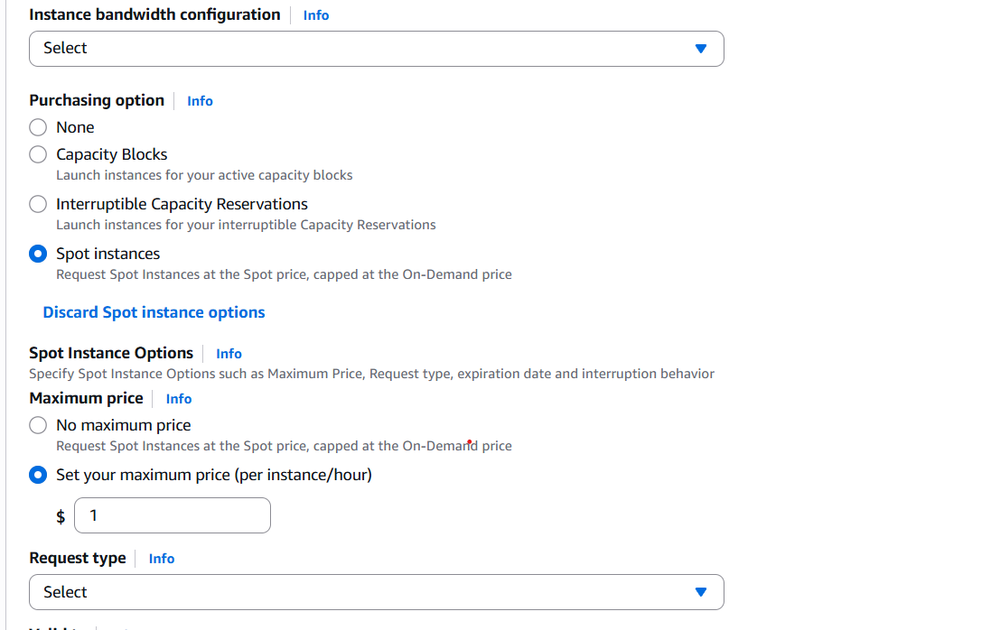 Instance bandwidth configuration Info
Select
Purchasing option Info
None
Capacity Blocks
Launch instances for your active capacity blocks
Interruptible Capacity Reservations
Launch instances for your interruptible Capacity Reservations
Spot instances
Request Spot Instances at the Spot price, capped at the On-Demand price
Discard Spot instance options
Spot Instance Options Info
Specify Spot Instance Options such as Maximum Price, Request type, expiration date and interruption behavior
Maximum price Info
No maximum price
Request Spot Instances at the Spot price, capped at the On-Demand price
Set your maximum price (per instance/hour)
$ 1
Request type Info
Select